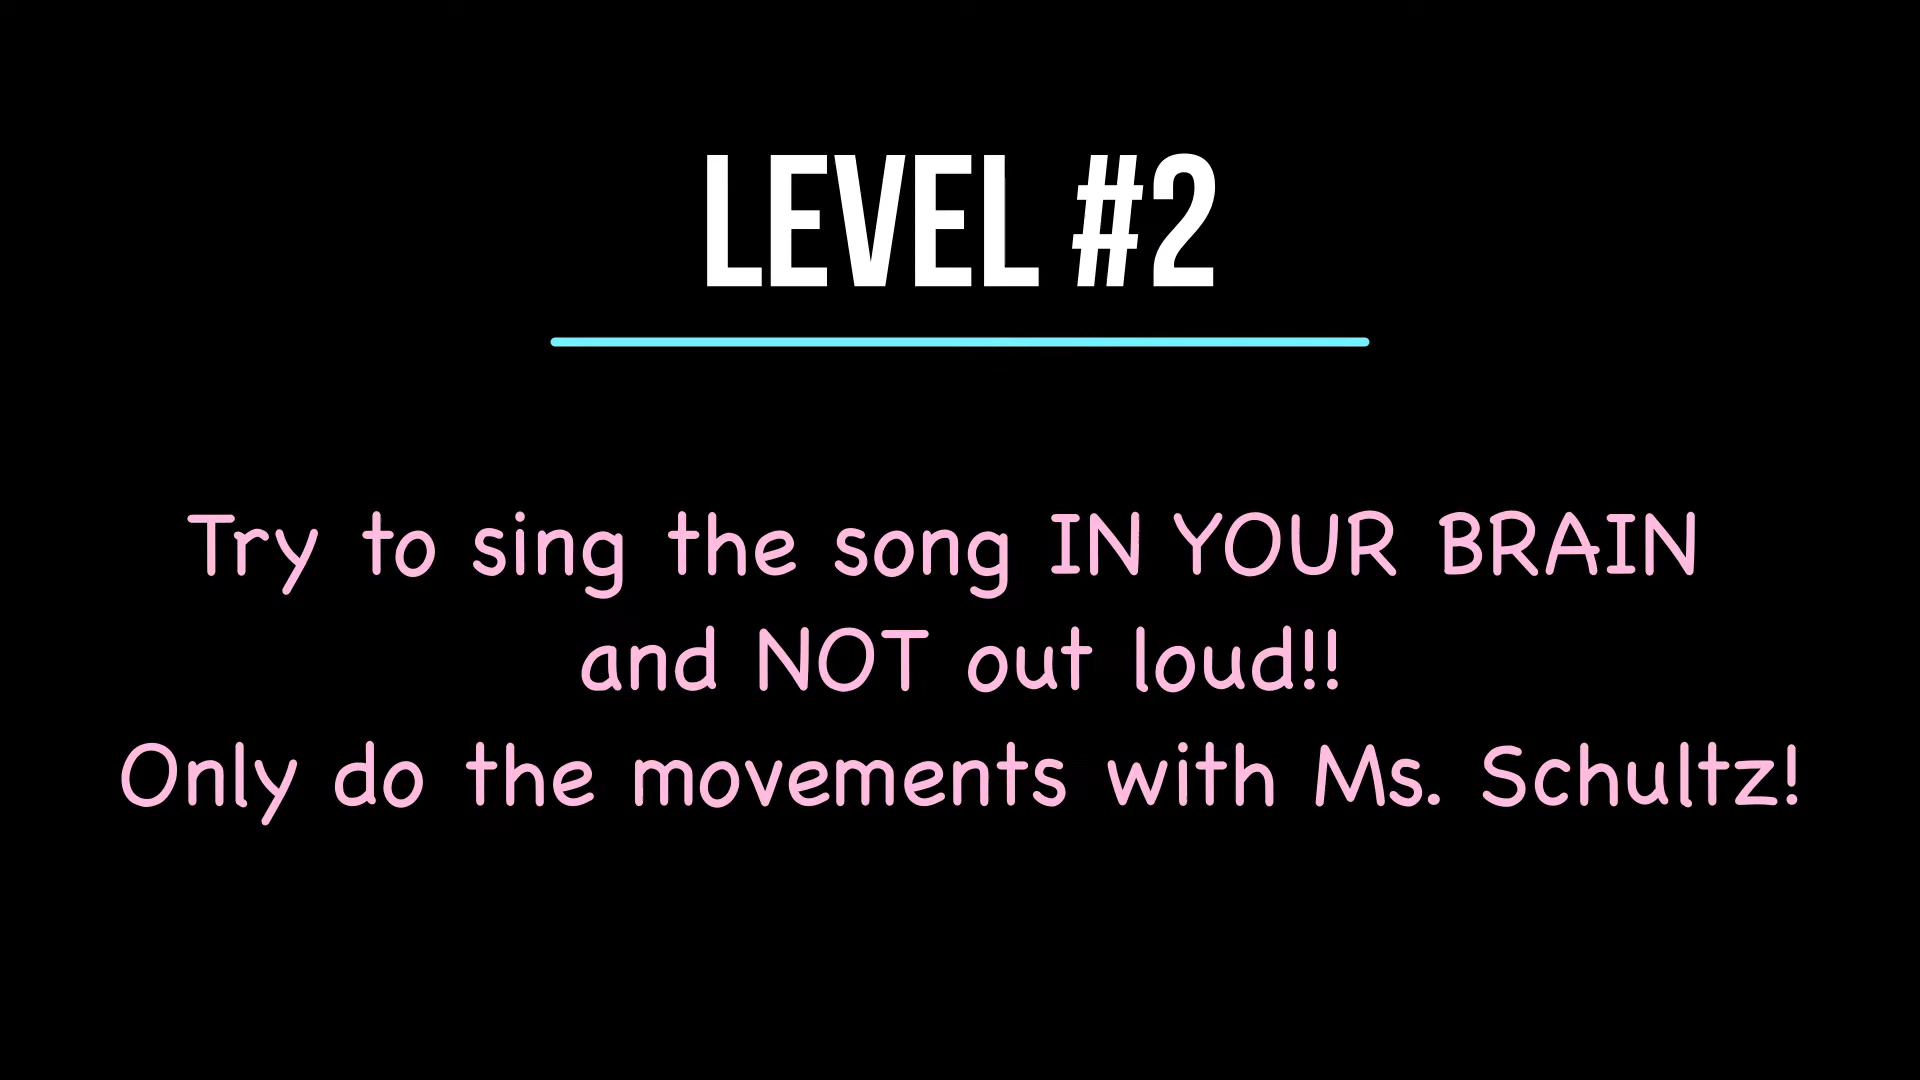 LEVEL #2
Try to sing the song IN YOUR BRAIN
and NOT out loud!!
Only do the movements with Ms. Schultz!